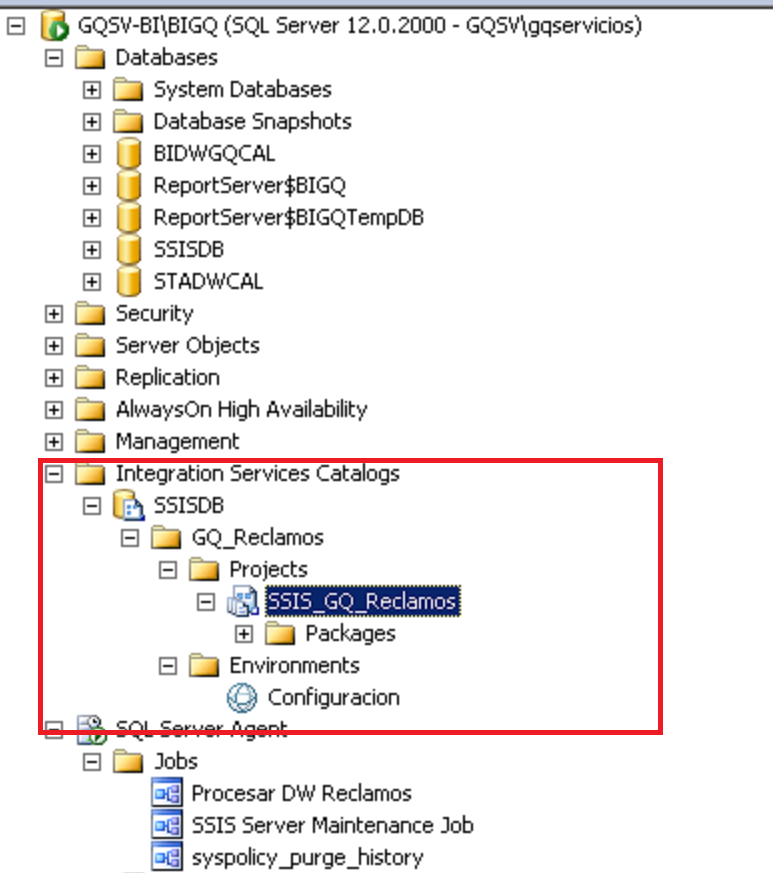 GQSV-BI\BIGQ (SQL Server 12.0.2000 - GQSV\gqservicios)
Databases
System Databases
Database Snapshots
BIDWGQCAL
ReportServer$BIGQ
ReportServer$BIGQTempDB
SSISDB
STADWCAL
Security
Server Objects
Replication
AlwaysOn High Availability
Management
Integration Services Catalogs
SSISDB
GQ_Reclamos
Projects
SSIS_GQ_Reclamos
Packages
Environments
Configuracion
SQL Server Agent
Jobs
Procesar DW Reclamos
SSIS Server Maintenance Job
syspolicy_purge_history